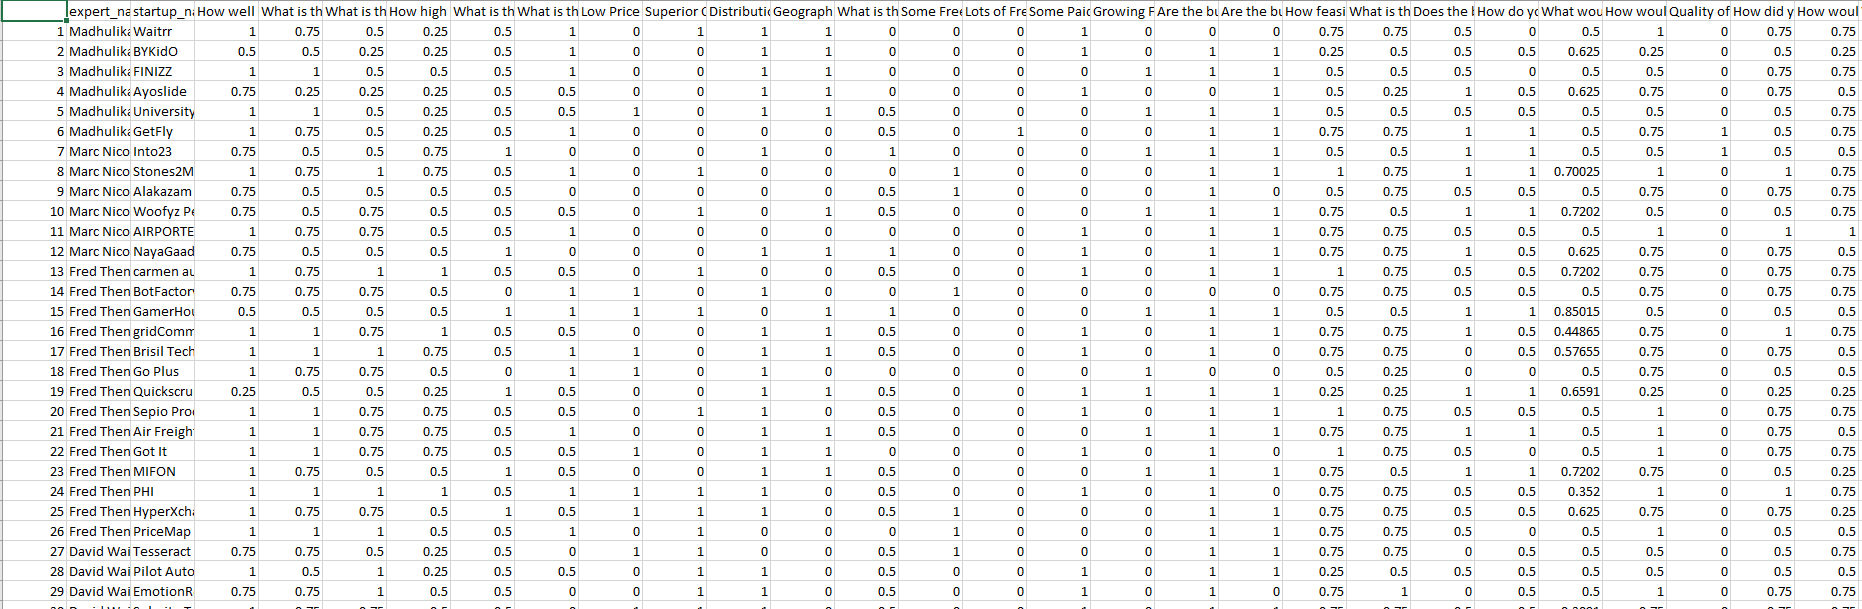 expert_na startup_na How well What is th What is th How high What is th What is th Low Price Superior C Distributi Geograph What is th Some Free Lots of Fre Some Paid Growing F Are the bu Are the bu How feasi What is th Does the How do yo What wou How woul Quality of How did y How woul
1 Madhulika Waitrr 1 0.75 0.5 0.25 0.5 1 0 1 1 1 0 0 0 1 0 1 1 0.75 0.75 0.5 0 0.5 1 0 0.75 0.75
2 Madhulika BYKidO 0.5 0.5 0.25 0.25 0.5 1 0 0 1 1 0 0 0 1 0 1 1 0.25 0.5 0.5 0.5 0.625 0.25 0 0.5 0.25
3 Madhulika FINIZZ 1 1 0.5 0.5 0.5 1 0 0 1 1 0 0 0 0 1 1 1 0.5 0.5 0.5 0 0.5 0.5 0 0.75 0.75
4 Madhulika Ayoslide 0.75 0.25 0.25 0.25 0.5 0.5 0 0 1 1 0 0 0 1 0 0 1 0.5 0.25 1 0.5 0.625 0.75 0 0.75 0.5
5 Madhulika University 1 1 0.5 0.25 0.5 0.5 1 0 1 1 0.5 0 0 0 1 1 1 0.5 0.5 0.5 0.5 0.5 0.5 0 0.5 0.75
6 Madhulika GetFly 1 0.75 0.5 0.25 0.5 1 0 0 0 0 0.5 0 1 0 0 1 1 0.75 0.75 1 1 0.5 0.75 1 0.5 0.75
7 Marc Nico Into23 0.75 0.5 0.5 0.75 1 0 0 0 1 0 1 0 0 0 1 1 1 0.5 0.5 1 1 0.5 0.5 1 0.5 0.5
8 Marc Nico Stones2M 1 0.75 1 0.75 0.5 1 0 1 0 0 0 1 0 0 0 1 1 1 0.75 1 1 0.70025 1 0 1 0.75
9 Marc Nico Alakazam 0.75 0.5 0.5 0.5 0.5 0 0 0 0 0 0.5 1 0 0 0 1 0 0.5 0.75 0.5 0.5 0.5 0.75 0 0.75 0.75
10 Marc Nico Woofyz Pe 0.75 0.5 0.75 0.5 0.5 0.5 0 1 0 1 0.5 0 0 0 1 1 1 0.75 0.5 1 1 0.7202 0.5 0 0.5 0.75
11 Marc Nico AIRPORTE 1 0.75 0.75 0.5 0.5 1 0 0 0 0 0 0 0 1 0 1 1 0.75 0.75 0.5 0.5 0.5 1 0 1 1
12 Marc Nico NayaGaad 0.75 0.5 0.5 0.5 1 0 0 0 1 1 1 0 0 1 0 1 1 0.75 0.75 1 0.5 0.625 0.75 0 0.75 0.5
13 Fred Then carmen au 1 0.75 1 1 0.5 0.5 0 1 0 0 0.5 0 0 1 0 1 1 1 0.75 0.5 0.5 0.7202 0.75 0 0.75 0.75
14 Fred Then BotFactory 0.75 0.75 0.75 0.5 0 1 1 0 1 0 0 1 0 0 0 0 0 0.75 0.75 0.5 0.5 0.5 0.75 0 0.75 0.75
15 Fred Then GamerHou 0.5 0.5 0.5 0.5 1 1 1 1 0 1 1 0 0 1 0 1 1 0.5 0.5 1 1 0.85015 0.5 0 0.5 0.5
16 Fred Then gridComm 1 1 0.75 1 0.5 0.5 0 0 1 1 0.5 0 0 1 0 1 1 0.75 0.75 1 0.5 0.44865 0.75 0 1 0.75
17 Fred Then Brisil Tech 1 1 1 0.75 0.5 1 1 0 1 1 0.5 0 0 1 0 1 0 0.75 0.75 0 0.5 0.57655 0.75 0 0.75 0.5
18 Fred Then Go Plus 1 0.75 0.75 0.5 0 1 1 0 1 0 0 0 0 0 1 0 0 0.5 0.25 0 0 0.5 0.75 0 0.5 0.5
19 Fred Then Quickscru 0.25 0.5 0.5 0.25 1 0.5 0 0 1 1 0.5 0 0 1 1 1 1 0.25 0.25 1 1 0.6591 0.25 0 0.25 0.25
20 Fred Then Sepio Prod 1 1 0.75 0.75 0.5 0.5 0 1 1 0 0.5 0 0 1 0 1 1 1 0.75 0.5 0.5 0.5 1 0 0.75 0.75
21 Fred Then Air Freigh 1 1 0.75 0.75 0.5 1 0 0 1 1 0.5 0 0 0 1 1 1 0.75 0.75 1 1 0.5 1 0 0.75 0.5
22 Fred Then Got It 1 1 0.75 0.75 0.5 0.5 1 0 1 1 0 0 0 1 0 1 0 1 0.75 0.5 0 0.5 1 0 0.75 0.75
23 Fred Then MIFON 1 0.75 0.5 0.5 1 0.5 0 0 1 1 0.5 0 0 0 1 1 0 0.75 0.5 1 1 0.7202 0.75 0 0.5 0.25
24 Fred Then PHI 1 1 1 1 0.5 1 1 1 1 0 0.5 0 0 1 0 1 0 0.75 0.75 0.5 0.5 0.352 1 0 1 0.75
25 Fred Then HyperXcha 1 0.75 0.75 0.5 1 0.5 1 1 1 0 0.5 0 0 1 0 1 1 0.75 0.75 0.5 0.5 0.625 0.75 0 0.75 0.25
26 Fred Then PriceMap 1 1 1 0.5 0.5 1 0 1 0 0 0 1 0 0 0 1 1 0.75 0.75 0.5 0 0.5 1 0 0.5 0.5
27 David Wai Tesseract 0.75 0.75 0.5 0.25 0.5 0 1 1 0 0 0.5 1 0 0 0 1 1 0.75 0.75 0 0.5 0.5 0.5 0 0.5 0.75
28 David Wai Pilot Auto 1 0.5 1 0.25 0.5 0.5 0 1 1 0 0.5 0 0 1 0 1 1 0.25 0.5 0.5 0.5 0.5 0.5 0 0.5 0.5
29 David Wai EmotionR 0.75 0.75 1 0.5 0.5 0 0 1 1 0 0.5 0 0 1 0 1 1 0.75 1 0 0.5 0.5 1 0 0.75 0.75